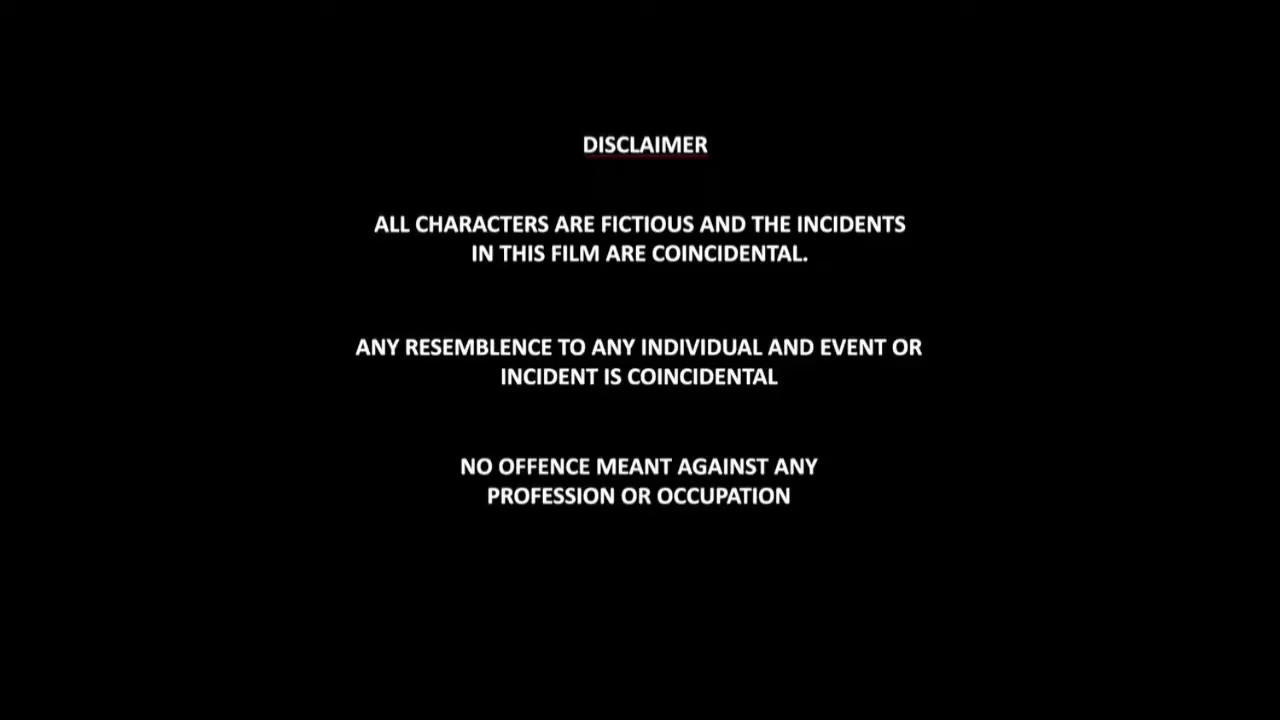 DISCLAIMER
ALL CHARACTERS ARE FICTIOUS AND THE INCIDENTS
IN THIS FILM ARE COINCIDENTAL.
ANY RESEMBLENCE TO ANY INDIVIDUAL AND EVENT OR
INCIDENT IS COINCIDENTAL
NO OFFENCE MEANT AGAINST ANY
PROFESSION OR OCCUPATION